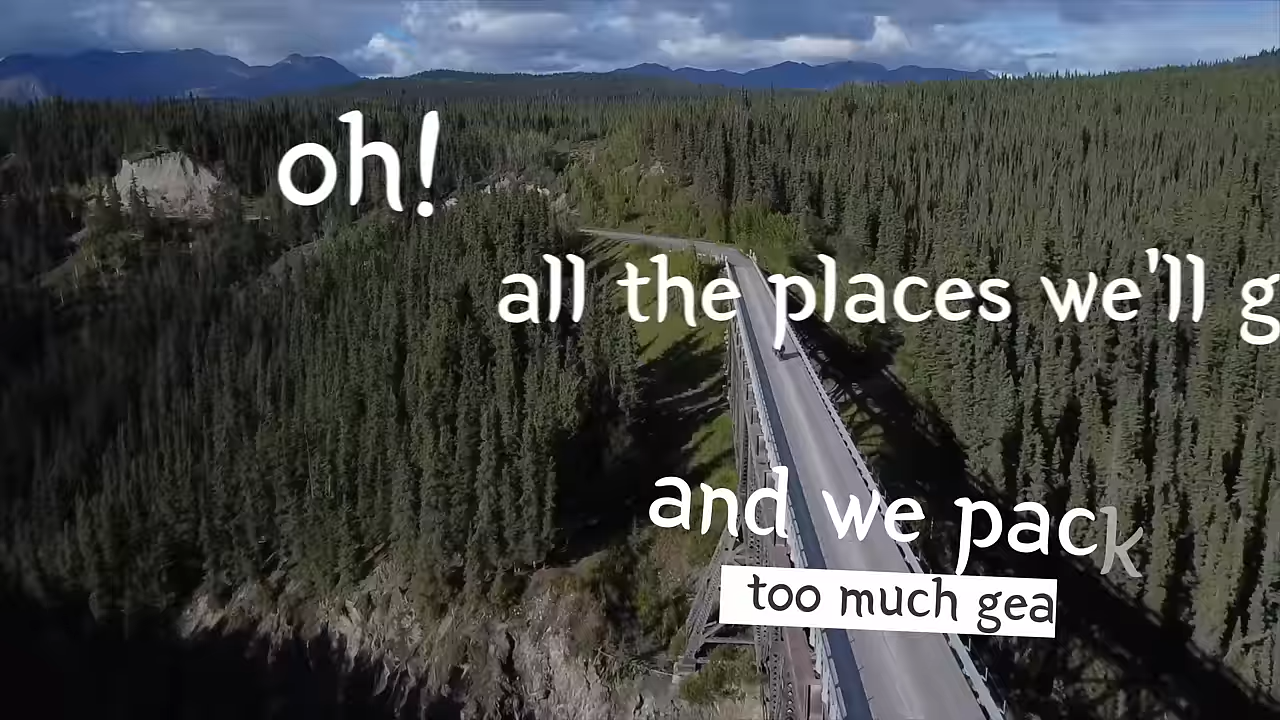 oh!
all the places we'll g
and we pack
too much gea